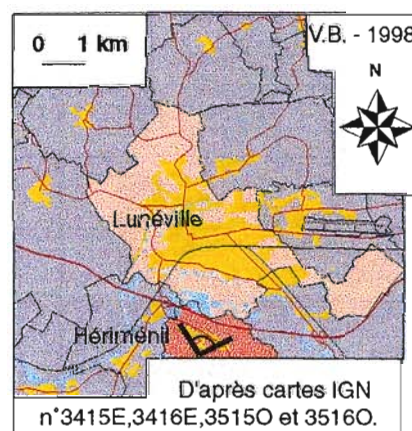 0 1 km
V.B. - 1998
N
Lunéville
Hériménil
D'après cartes IGN
n°3415E,3416E,3515O et 3516O.